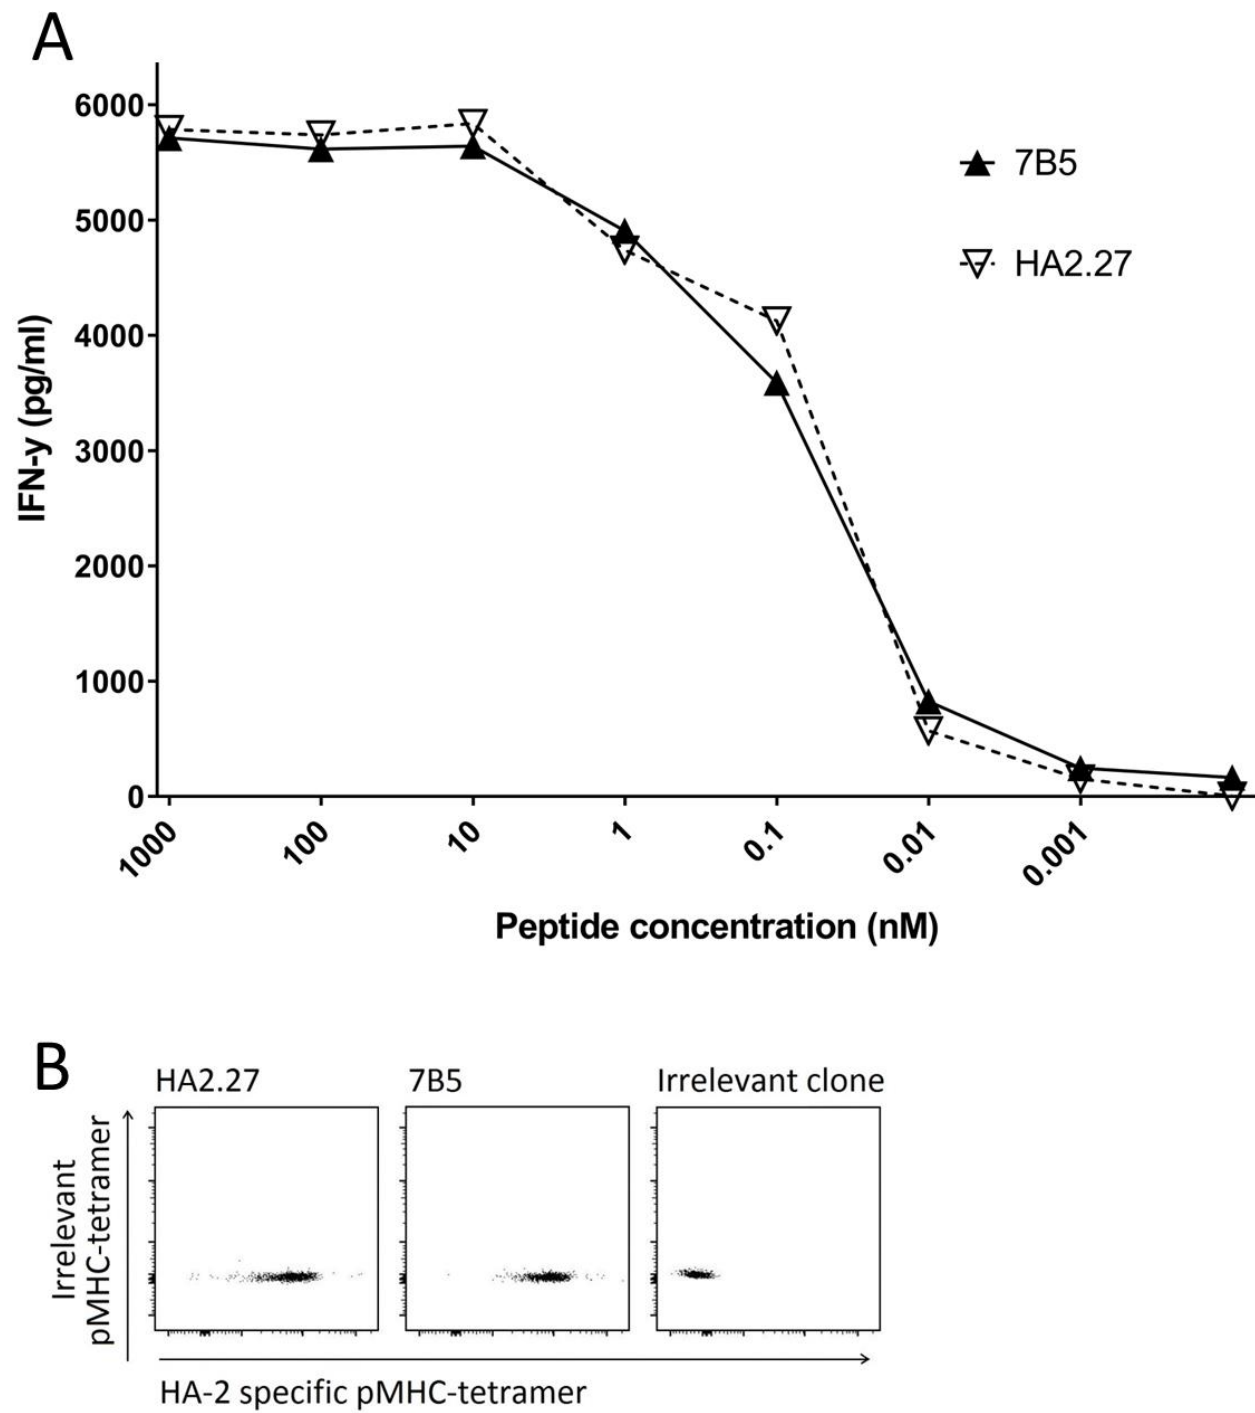 A
6000
5000
4000
3000
2000
1000
0
IFN-y (pg/ml)
7B5
HA2.27
1000
100
10
1
0.1
0.01
0.001
Peptide concentration (nM)
B
HA2.27
7B5
Irrelevant clone
Irrelevant
pMHC-tetramer
HA-2 specific pMHC-tetramer